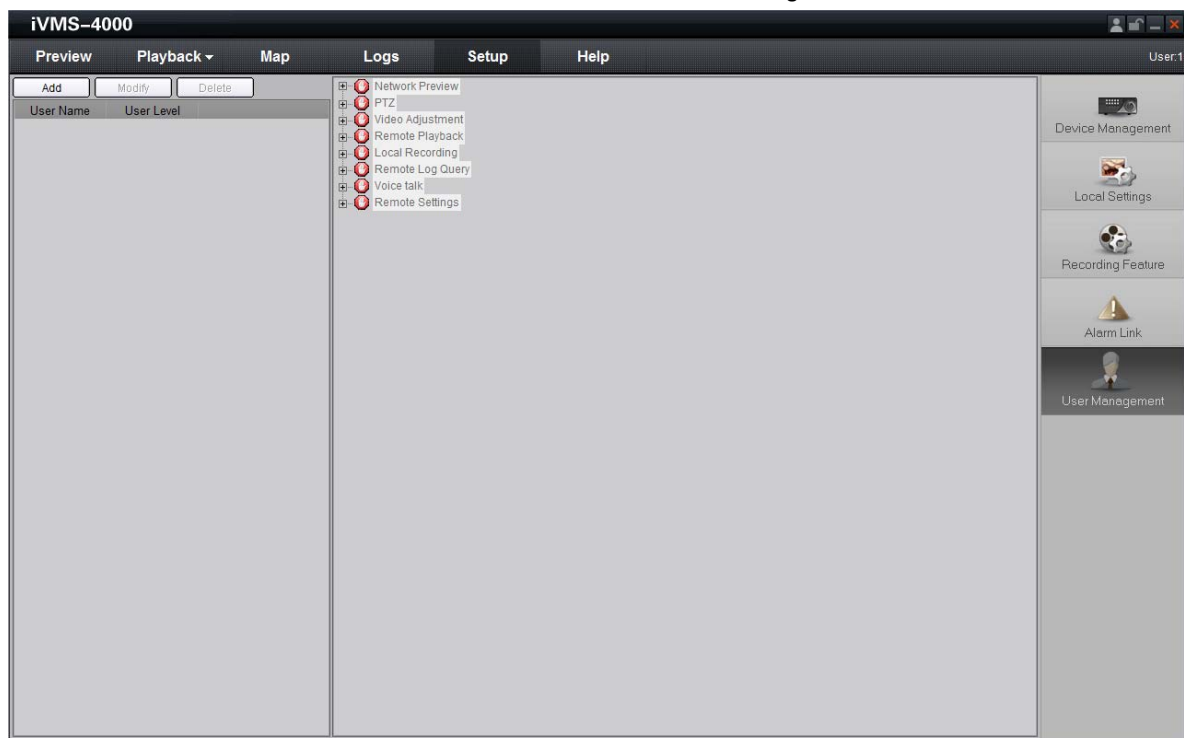 iVMS-4000
Preview Playback Map Logs Setup Help User:1
Add Modify Delete
User Name User Level
Network Preview
PTZ
Video Adjustment
Remote Playback
Local Recording
Remote Log Query
Voice talk
Remote Settings
Device Management
Local Settings
Recording Feature
Alarm Link
User Management